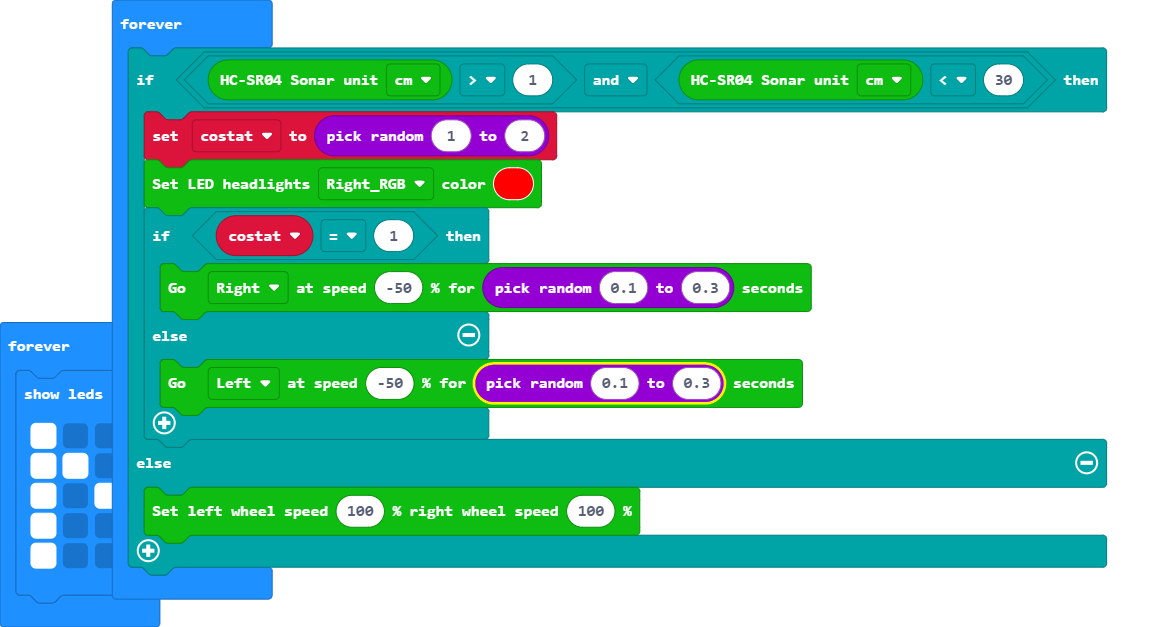 forever
if HC-SR04 Sonar unit cm > 1 and HC-SR04 Sonar unit cm < 30 then
set costat to pick random 1 to 2
Set LED headlights Right_RGB color
if costat = 1 then
Go Right at speed -50 % for pick random 0.1 to 0.3 seconds
else
Go Left at speed -50 % for pick random 0.1 to 0.3 seconds
else
Set left wheel speed 100 % right wheel speed 100 %
forever
show leds